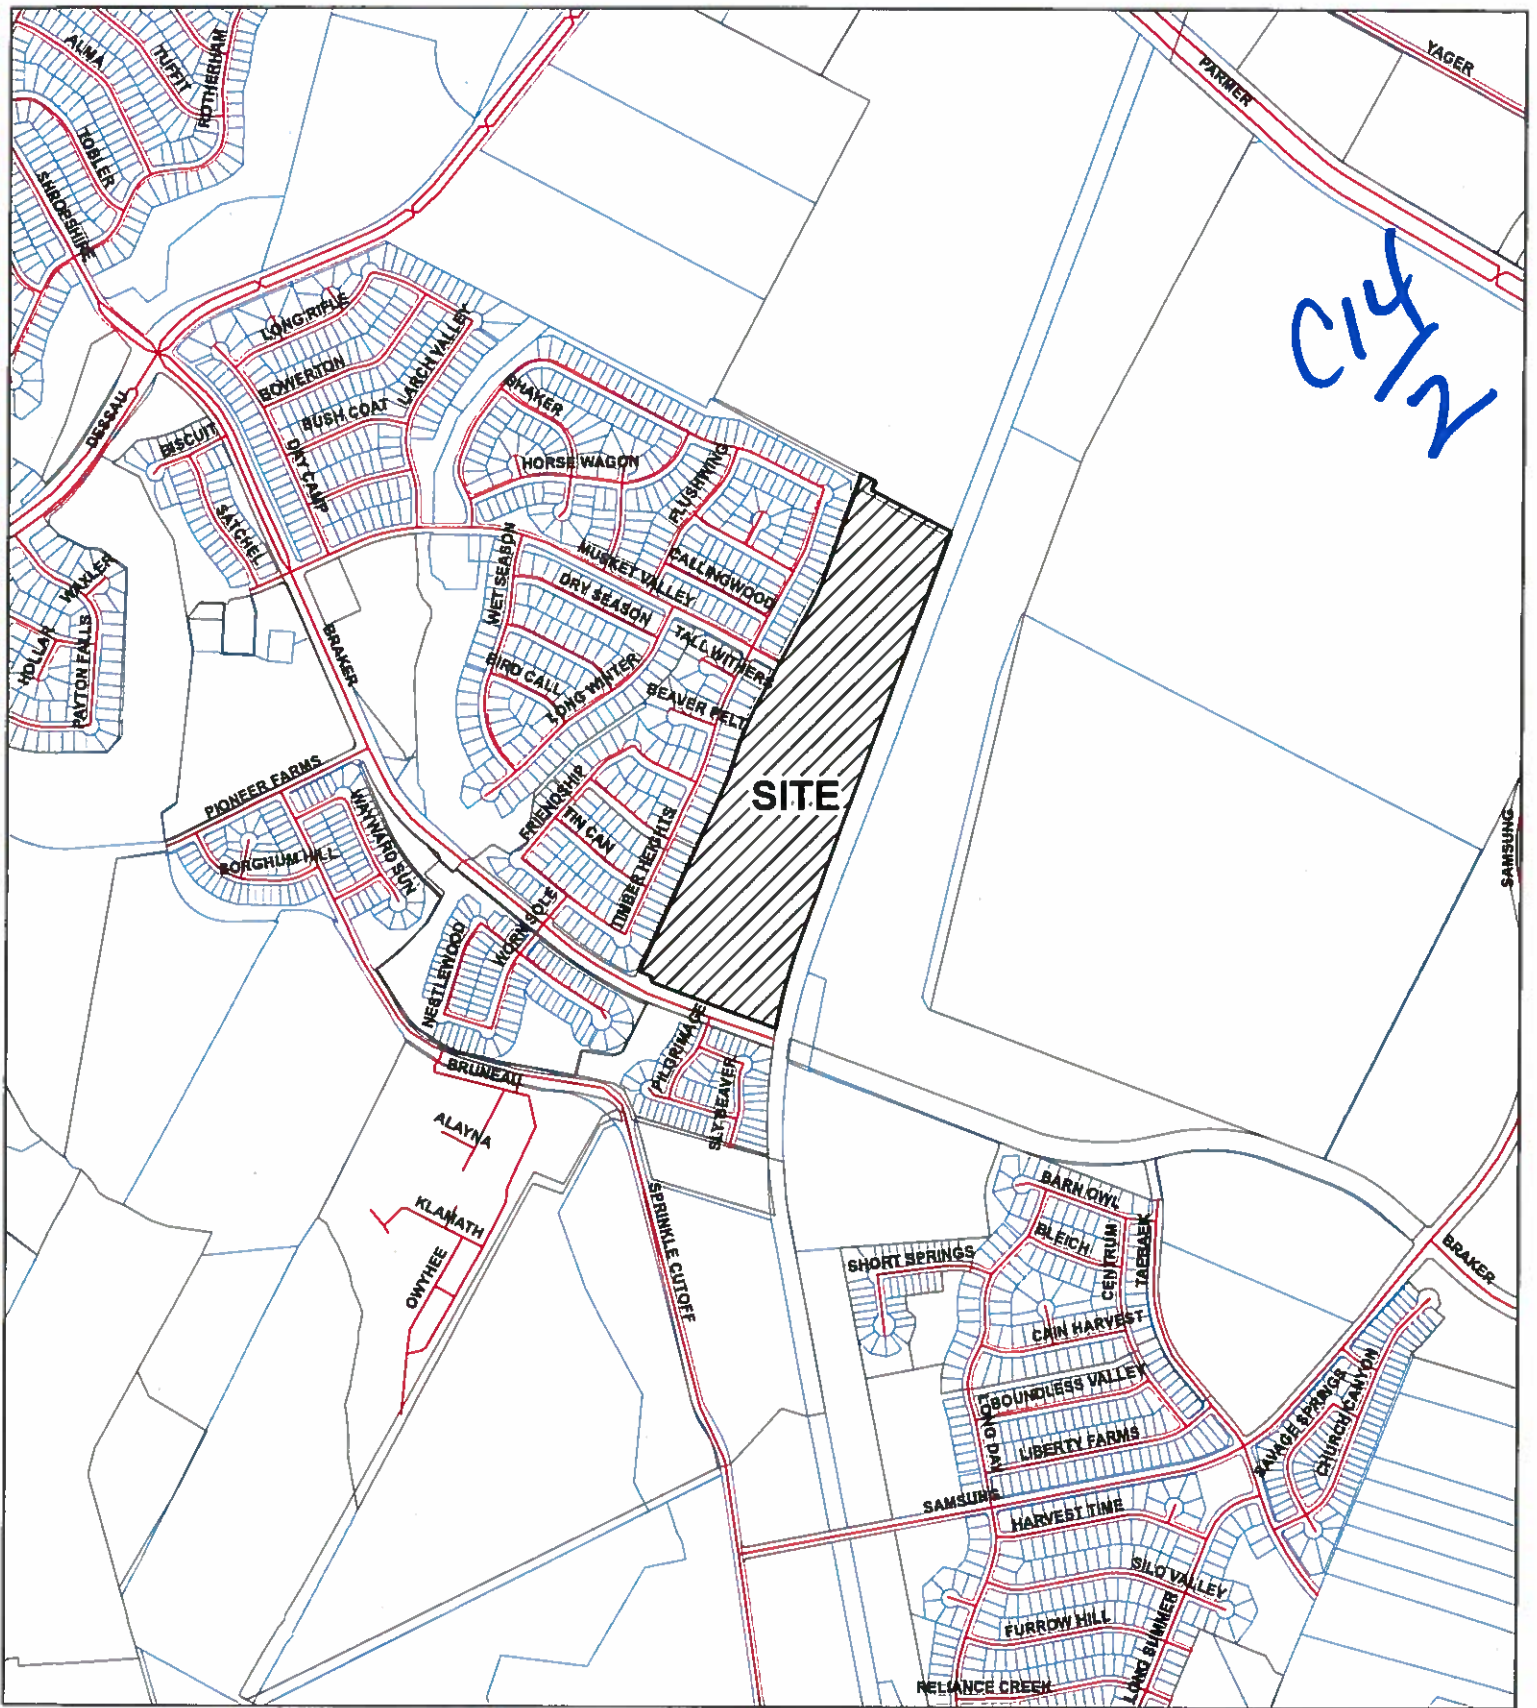 YAGER
PARMER
ALMA
TUFFIT
ROTHERHAM
TOBLER
SHROPSHIRE
C14/2
LONG RIFLE
BOWERTON
LARCH VALLEY
BUSH COAT
DESSAU
BISCUIT
DRY CAMP
SHAKER
HORSE WAGON
FLUSHWING
SATCHEL
WET SEASON
MUSKET VALLEY
CALLINGWOOD
DRY SEASON
WAXLER
HOLLAR
PAYTON FALLS
BRAKER
TALL WITHERS
BIRD CALL
LONG WINTER
BEAVER PELT
PIONEER FARMS
SITE
WAYWARD SUN
FRIENDSHIP
TIN CAN
SORGHUM HILL
TIMBER HEIGHTS
SAMSUNG
NESTLEWOOD
WORN SOLE
PILGRIMAGE
BRUNEAU
SLY BEAVER
ALAYNA
KLAMATH
OWYHEE
SPRINKLE CUTOFF
BARN OWL
BLEICH
CENTRUM
TAEBAEK
SHORT SPRINGS
BRAKER
CAIN HARVEST
BOUNDLESS VALLEY
LONG DAY
LIBERTY FARMS
SAVAGE SPRINGS
CHURCH CANYON
SAMSUNG
HARVEST TIME
SILO VALLEY
FURROW HILL
LONG SUMMER
RELIANCE CREEK